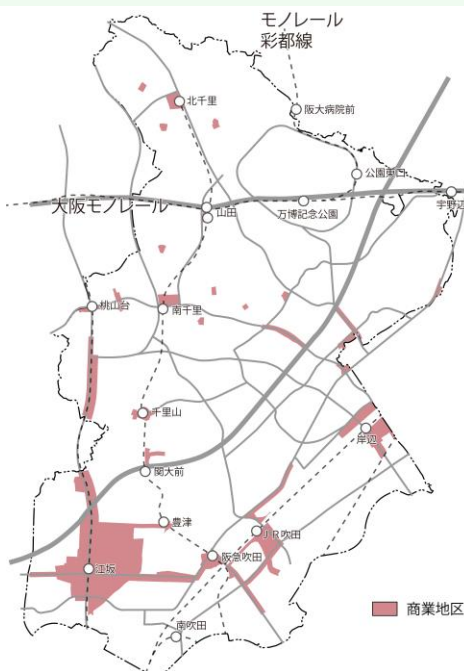 モノレール
彩都線
北千里
阪大病院前
公園東口
大阪モノレール
山田
万博記念公園
宇野辺
桃山台
南千里
千里山
岸辺
関大前
豊津
JR吹田
阪急吹田
江坂
南吹田
商業地区